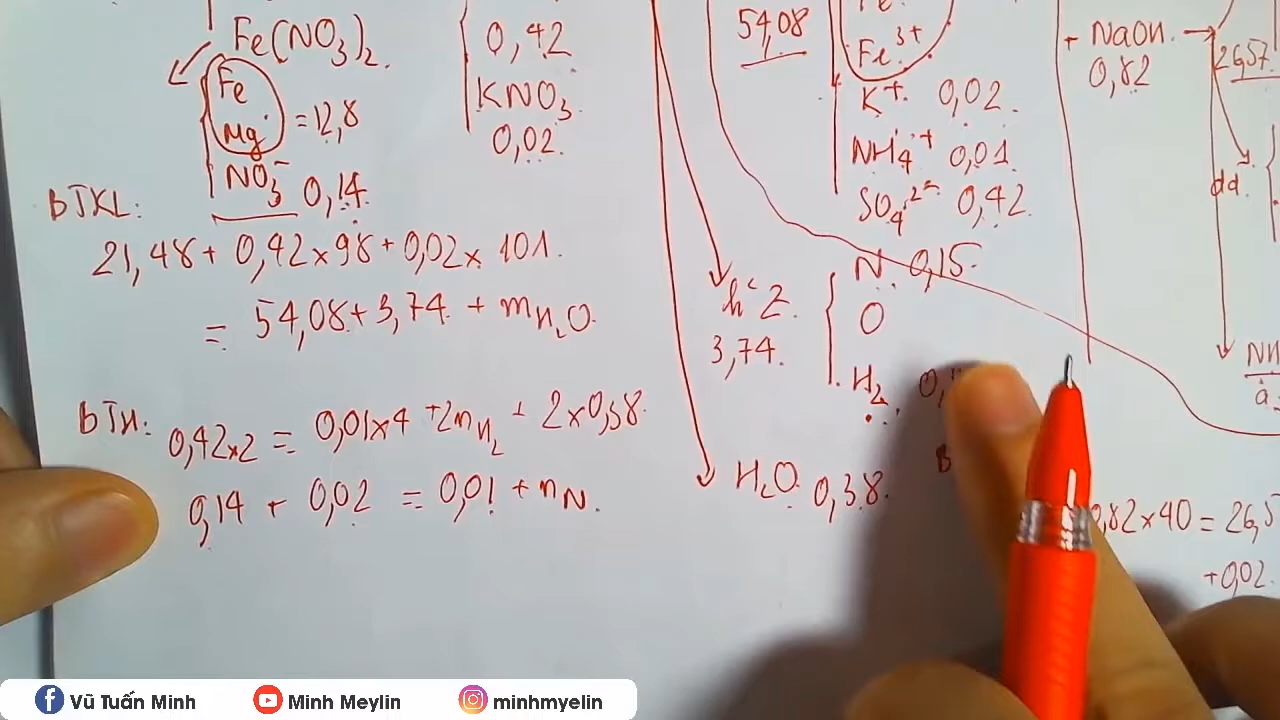 Fe(NO3)2.
Fe
Mg = 12,8
NO3- 0,14
0,42
KNO3
0,02.
54,08
Fe3+
K+ 0,02.
NH4+ 0,01
SO4 2- 0,42.
+ NaOH →
0,82
26,57
dd.
BTKL:
21,48 + 0,42 x 98 + 0,02 x 101.
= 54,08 + 3,74 + mH2O.
BTH: 0,42x2 = 0,01x4 + 2nH2 + 2x0,38.
0,14 + 0,02 = 0,01 + nN.
Z.
3,74.
N 0,15.
O
H2
H2O 0,38.
0,82 x 40 = 26,5
+ 0,02.
Vũ Tuấn Minh
Minh Meylin
minhmyelin